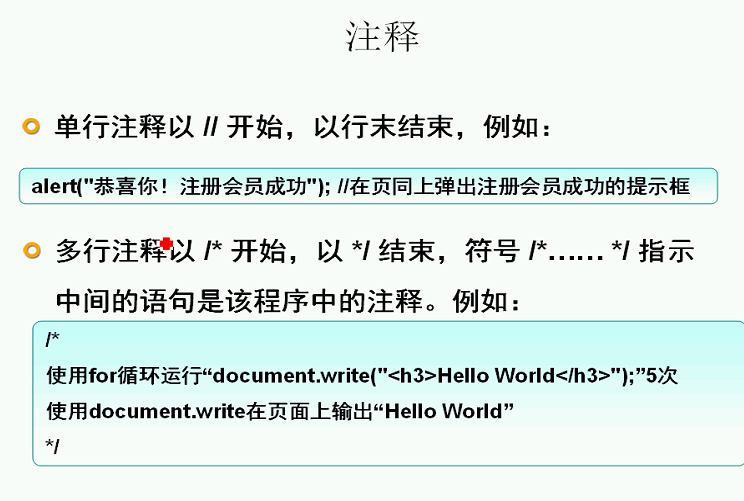 注释
单行注释以 // 开始，以行末结束，例如：
alert("恭喜你！注册会员成功"); //在页同上弹出注册会员成功的提示框
多行注释以 /* 开始，以 */ 结束，符号 /*…… */ 指示
中间的语句是该程序中的注释。例如：
/*
使用for循环运行“document.write("<h3>Hello World</h3>");”5次
使用document.write在页面上输出“Hello World”
*/